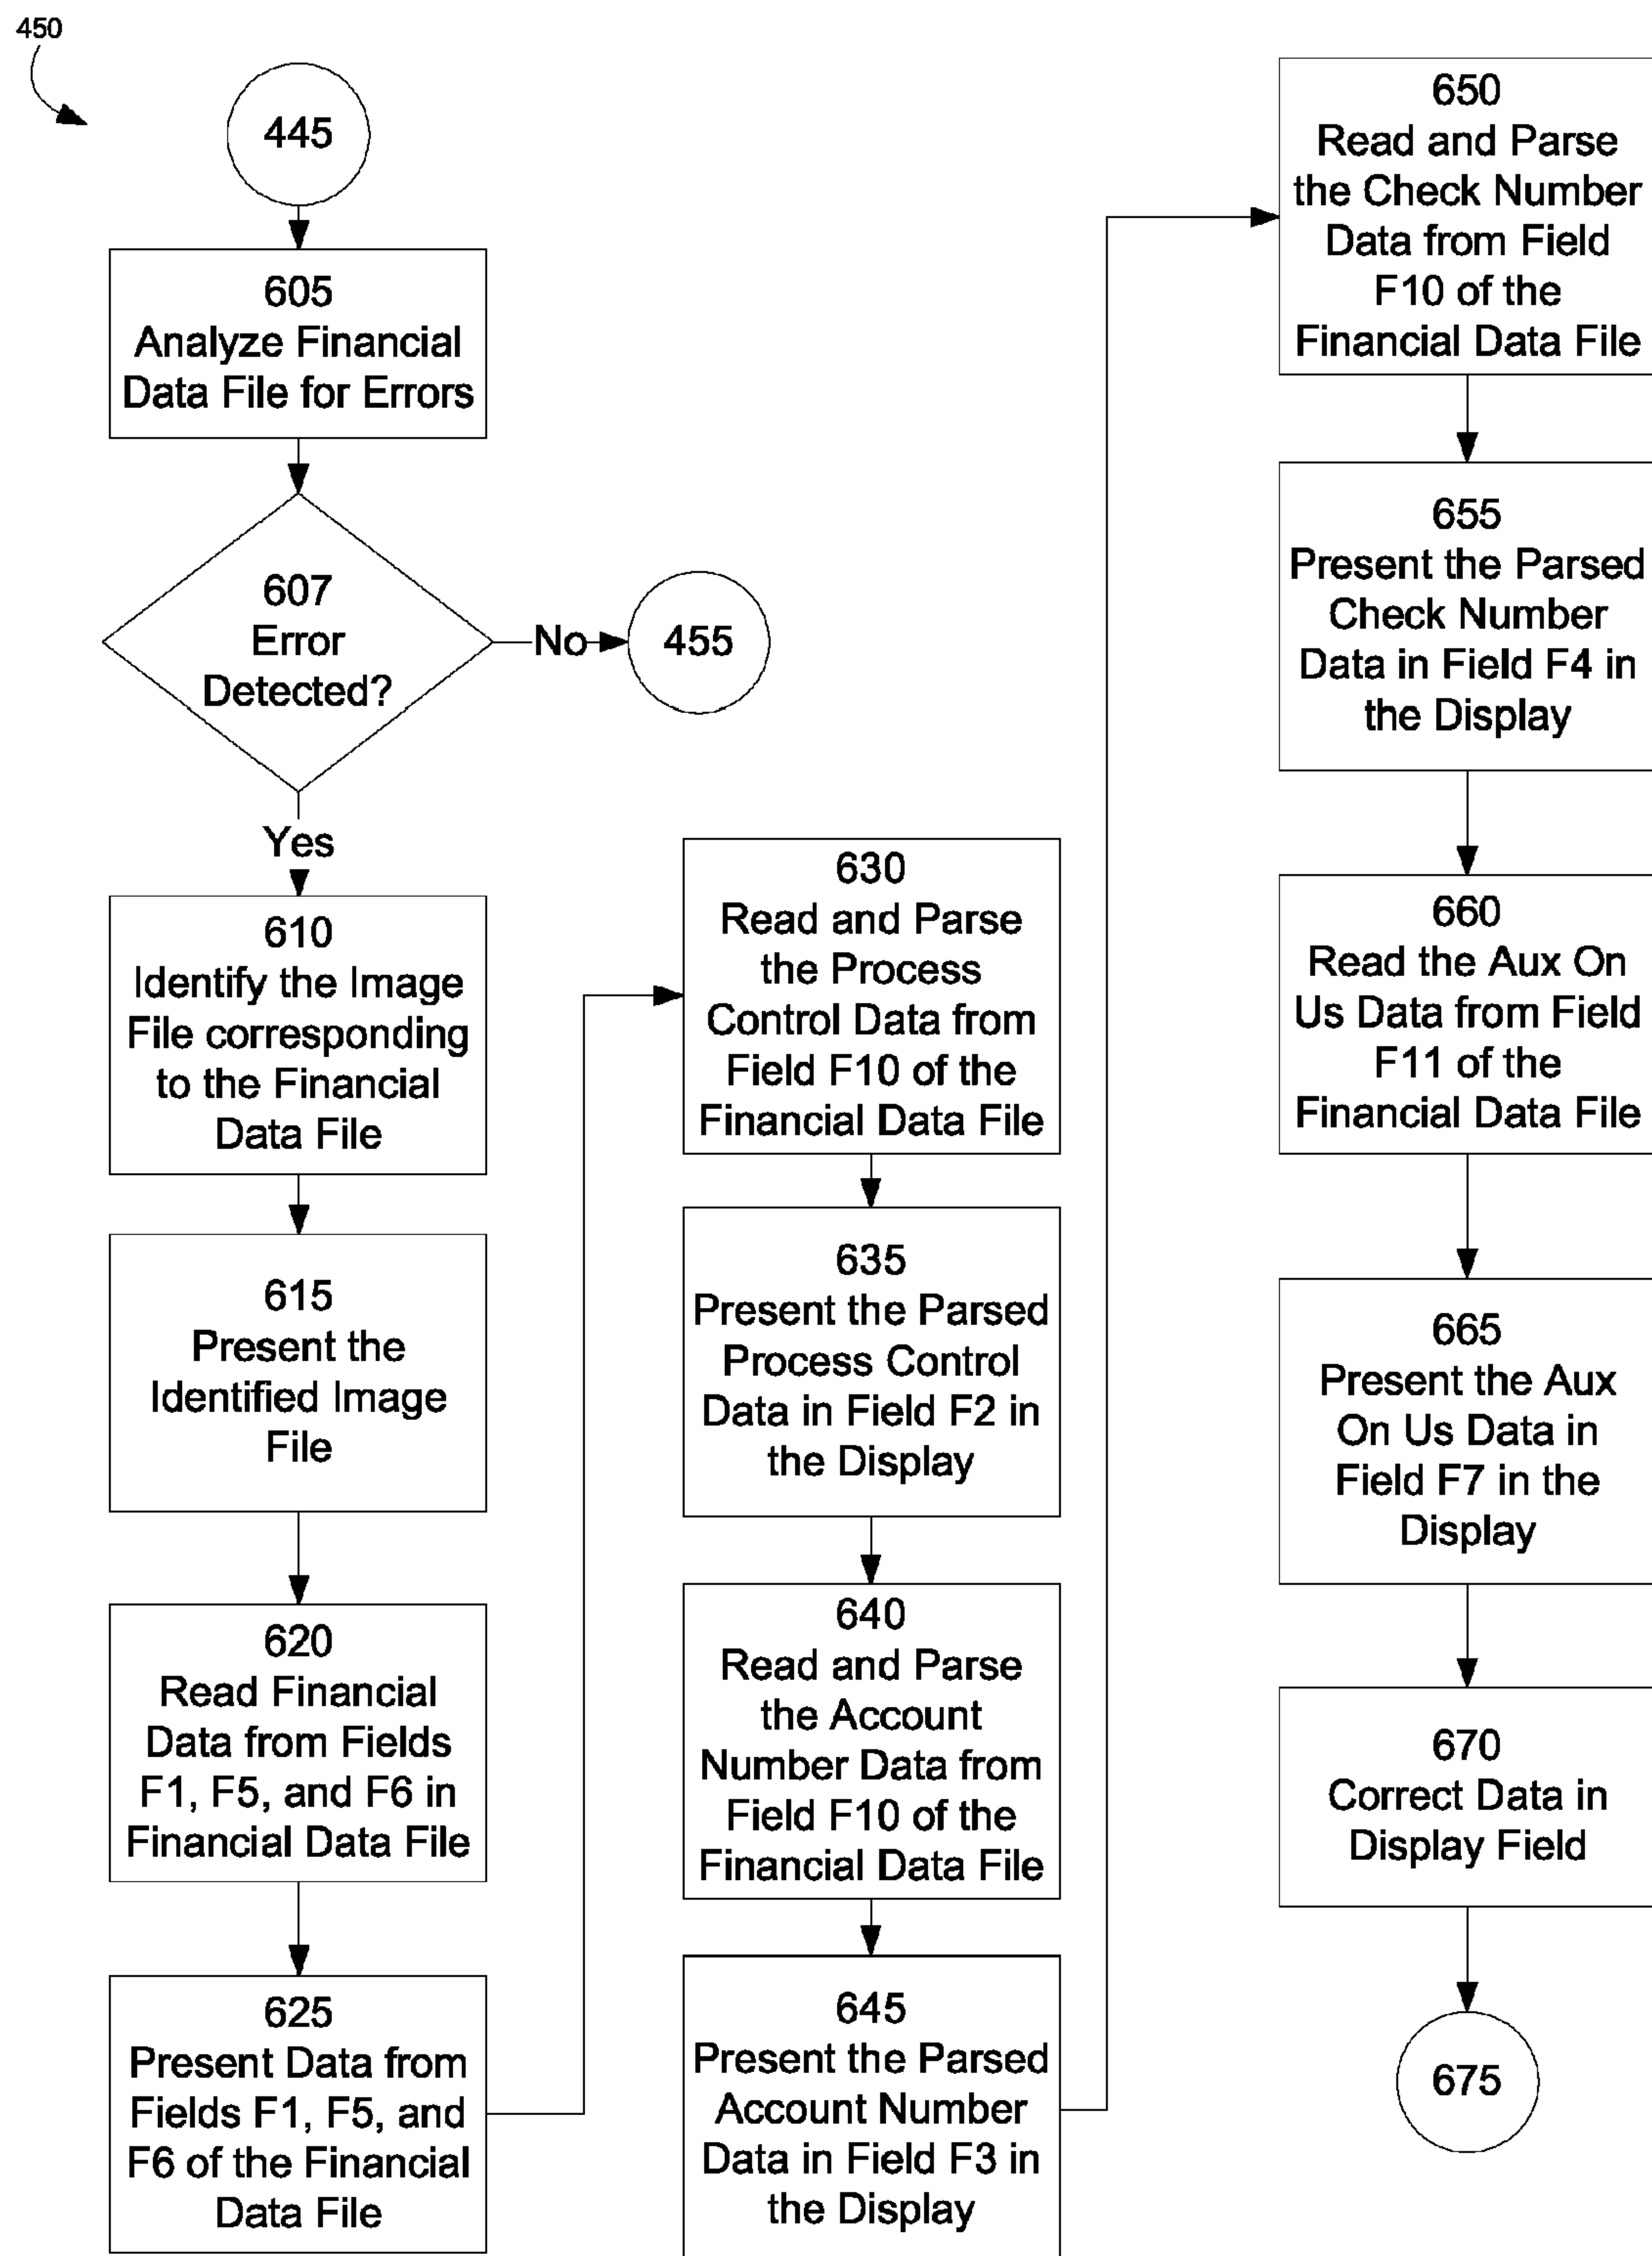 450
445
605
Analyze Financial
Data File for Errors
607
Error
Detected?
No
455
Yes
610
Identify the Image
File corresponding
to the Financial
Data File
615
Present the
Identified Image
File
620
Read Financial
Data from Fields
F1, F5, and F6 in
Financial Data File
625
Present Data from
Fields F1, F5, and
F6 of the Financial
Data File
630
Read and Parse
the Process
Control Data from
Field F10 of the
Financial Data File
635
Present the Parsed
Process Control
Data in Field F2 in
the Display
640
Read and Parse
the Account
Number Data from
Field F10 of the
Financial Data File
645
Present the Parsed
Account Number
Data in Field F3 in
the Display
650
Read and Parse
the Check Number
Data from Field
F10 of the
Financial Data File
655
Present the Parsed
Check Number
Data in Field F4 in
the Display
660
Read the Aux On
Us Data from Field
F11 of the
Financial Data File
665
Present the Aux
On Us Data in
Field F7 in the
Display
670
Correct Data in
Display Field
675